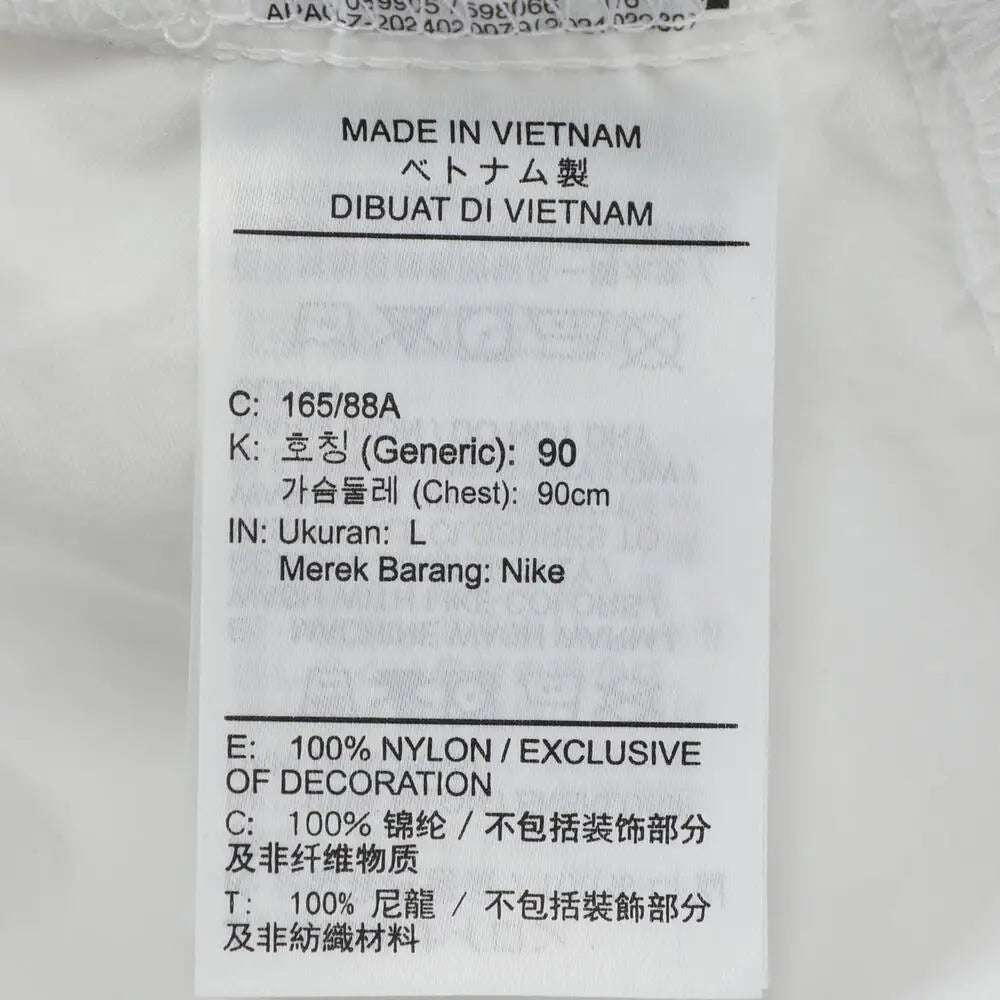 MADE IN VIETNAM
ベトナム製
DIBUAT DI VIETNAM
C: 165/88A
K: 호칭 (Generic): 90
가슴둘레 (Chest): 90cm
IN: Ukuran: L
Merek Barang: Nike
E: 100% NYLON / EXCLUSIVE
OF DECORATION
C: 100% 锦纶 / 不包括装饰部分
及非纤维物质
T: 100% 尼龍 / 不包括裝飾部分
及非紡織材料